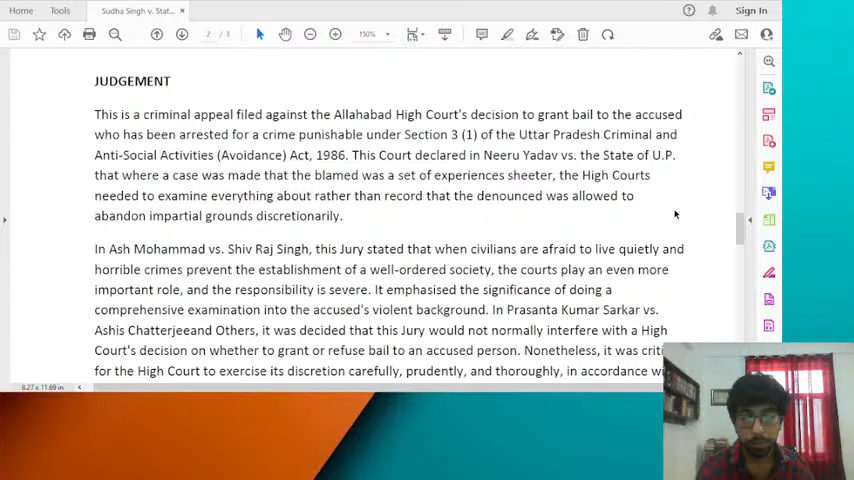 Home Tools Sudha Singh v. Stat... × Sign In
2 / 3 150%
JUDGEMENT
This is a criminal appeal filed against the Allahabad High Court's decision to grant bail to the accused
who has been arrested for a crime punishable under Section 3 (1) of the Uttar Pradesh Criminal and
Anti-Social Activities (Avoidance) Act, 1986. This Court declared in Neeru Yadav vs. the State of U.P.
that where a case was made that the blamed was a set of experiences sheeter, the High Courts
needed to examine everything about rather than record that the denounced was allowed to
abandon impartial grounds discretionarily.
In Ash Mohammad vs. Shiv Raj Singh, this Jury stated that when civilians are afraid to live quietly and
horrible crimes prevent the establishment of a well-ordered society, the courts play an even more
important role, and the responsibility is severe. It emphasised the significance of doing a
comprehensive examination into the accused's violent background. In Prasanta Kumar Sarkar vs.
Ashis Chatterjeeand Others, it was decided that this Jury would not normally interfere with a High
Court's decision on whether to grant or refuse bail to an accused person. Nonetheless, it was criti
for the High Court to exercise its discretion carefully, prudently, and thoroughly, in accordance wi
8.27 x 11.69 in